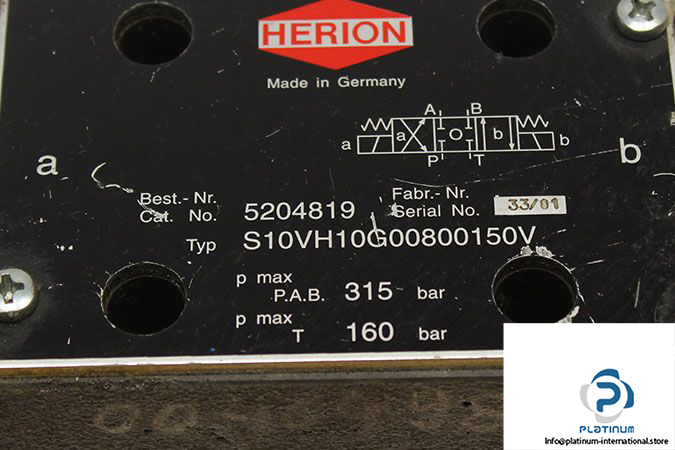 HERION
Made in Germany
A B
a a O b b
P T
a b
Best.- Nr.
Cat. No. 5204819
Fabr.- Nr.
Serial No. 33/01
Typ S10VH10G00800150V
p max
P.A.B. 315 bar
p max
T 160 bar
PLATINUM
Info@platinum-international.store